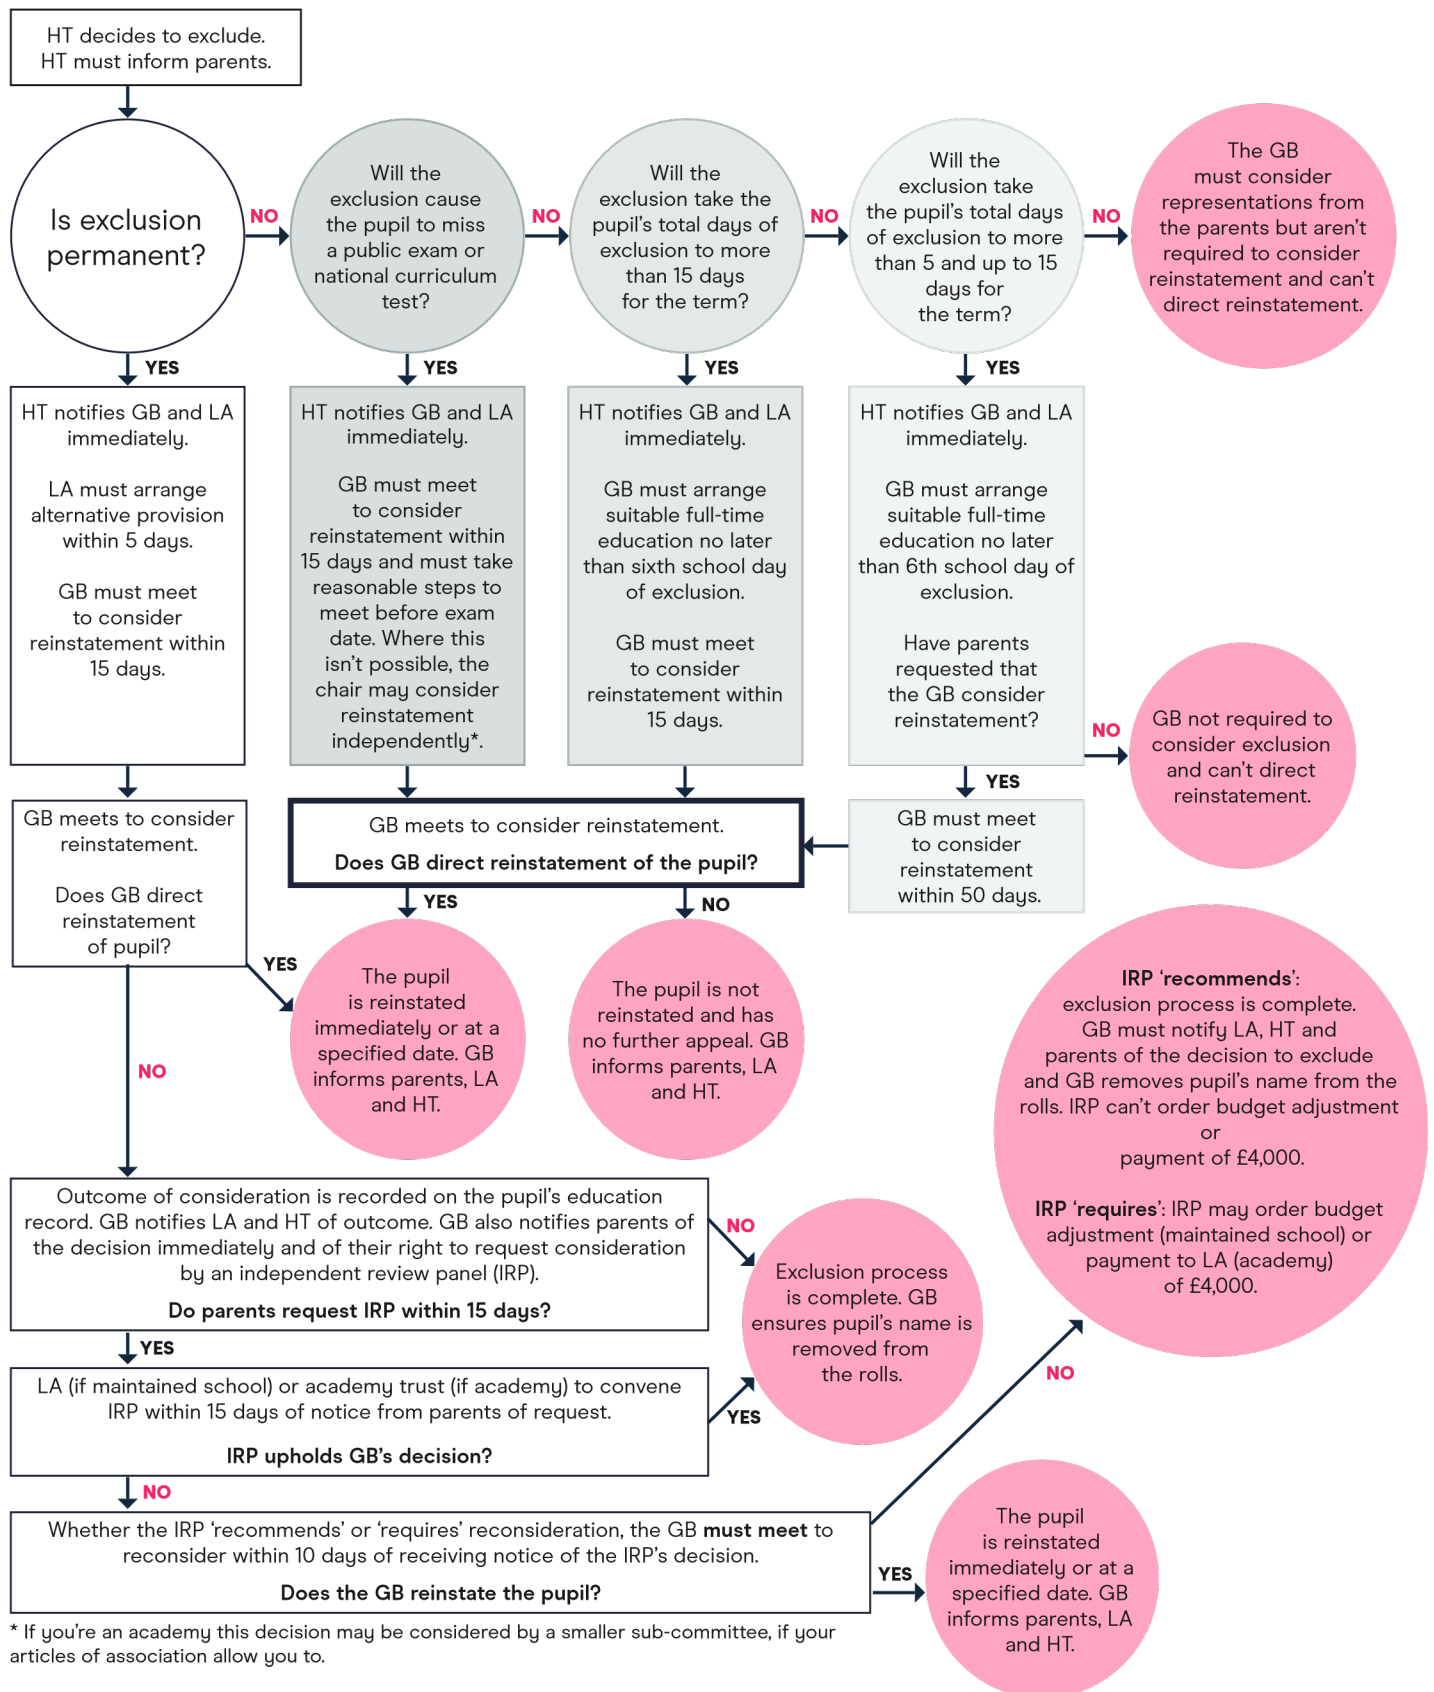 HT decides to exclude.
HT must inform parents.
Is exclusion
permanent?
NO
Will the
exclusion cause
the pupil to miss
a public exam or
national curriculum
test?
NO
Will the
exclusion take the
pupil's total days of
exclusion to more
than 15 days
for the term?
NO
Will the
exclusion take
the pupil's total days
of exclusion to more
than 5 and up to 15
days for
the term?
NO
The GB
must consider
representations from
the parents but aren't
required to consider
reinstatement and can't
direct reinstatement.
YES
YES
YES
YES
HT notifies GB and LA
immediately.
LA must arrange
alternative provision
within 5 days.
GB must meet
to consider
reinstatement within
15 days.
HT notifies GB and LA
immediately.
GB must meet
to consider
reinstatement within
15 days and must take
reasonable steps to
meet before exam
date. Where this
isn't possible, the
chair may consider
reinstatement
independently*.
HT notifies GB and LA
immediately.
GB must arrange
suitable full-time
education no later
than sixth school day
of exclusion.
GB must meet
to consider
reinstatement within
15 days.
HT notifies GB and LA
immediately.
GB must arrange
suitable full-time
education no later
than 6th school day of
exclusion.
Have parents
requested that
the GB consider
reinstatement?
NO
GB not required to
consider exclusion
and can't direct
reinstatement.
YES
GB meets to consider
reinstatement.
Does GB direct
reinstatement
of pupil?
GB meets to consider reinstatement.
Does GB direct reinstatement of the pupil?
GB must meet
to consider
reinstatement
within 50 days.
YES
NO
YES
The pupil
is reinstated
immediately or at a
specified date. GB
informs parents, LA
and HT.
The pupil is not
reinstated and has
no further appeal. GB
informs parents, LA
and HT.
IRP ‘recommends’:
exclusion process is complete.
GB must notify LA, HT and
parents of the decision to exclude
and GB removes pupil's name from the
rolls. IRP can't order budget adjustment
or
payment of £4,000.
IRP ‘requires’: IRP may order budget
adjustment (maintained school) or
payment to LA (academy)
of £4,000.
NO
Outcome of consideration is recorded on the pupil's education
record. GB notifies LA and HT of outcome. GB also notifies parents of
the decision immediately and of their right to request consideration
by an independent review panel (IRP).
Do parents request IRP within 15 days?
NO
Exclusion process
is complete. GB
ensures pupil's name is
removed from
the rolls.
YES
LA (if maintained school) or academy trust (if academy) to convene
IRP within 15 days of notice from parents of request.
IRP upholds GB's decision?
YES
NO
NO
Whether the IRP ‘recommends’ or ‘requires’ reconsideration, the GB must meet to
reconsider within 10 days of receiving notice of the IRP's decision.
Does the GB reinstate the pupil?
YES
The pupil
is reinstated
immediately or at a
specified date. GB
informs parents, LA
and HT.
* If you're an academy this decision may be considered by a smaller sub-committee, if your
articles of association allow you to.